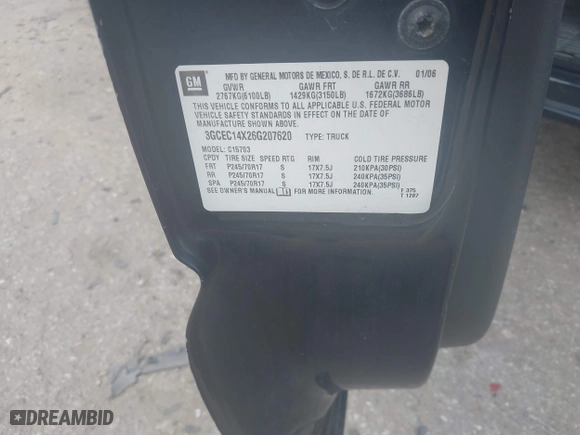 GM
MFD BY GENERAL MOTORS DE MEXICO, S. DE R.L. DE C.V. 01/06
GVWR GAWR FRT GAWR RR
2767KG(6100LB) 1429KG(3150LB) 1672KG(3686LB)
THIS VEHICLE CONFORMS TO ALL APPLICABLE U.S. FEDERAL MOTOR
VEHICLE SAFETY STANDARDS IN EFFECT ON THE DATE OF
MANUFACTURE SHOWN ABOVE.
3GCEC14X26G207620 TYPE: TRUCK
MODEL: C15703
CPDY TIRE SIZE SPEED RTG RIM COLD TIRE PRESSURE
FRT P245/70R17 S 17X7.5J 210KPA(30PSI)
RR P245/70R17 S 17X7.5J 240KPA(35PSI)
SPA P245/70R17 S 17X7.5J 240KPA(35PSI)
SEE OWNER'S MANUAL FOR MORE INFORMATION.
F 375
T 1287
DREAMBID